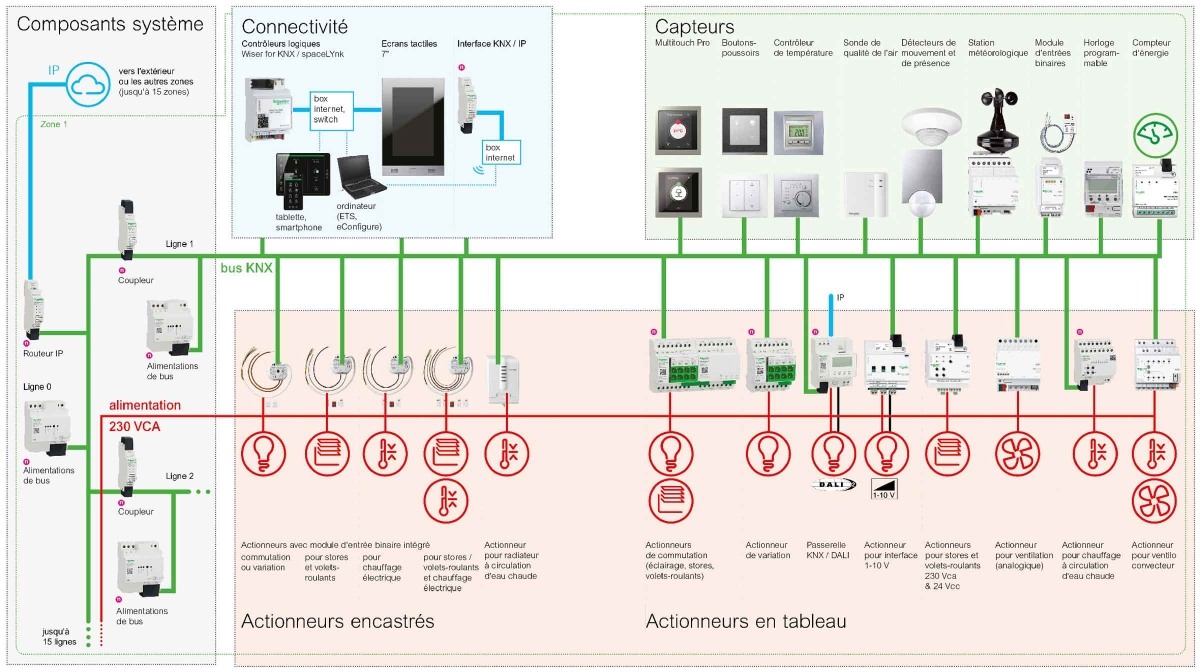 Composants système
IP
vers l'extérieur
ou les autres zones
(jusqu'à 15 zones)
Zone 1
Ligne 1
Coupleur
Alimentations
de bus
Routeur IP
Ligne 0
Alimentations
de bus
alimentation
230 VCA
Ligne 2
Coupleur
Alimentations
de bus
jusqu'à
15 lignes
bus KNX
Connectivité
Contrôleurs logiques
Wiser for KNX / spaceLYnk
Ecrans tactiles
7"
Interface KNX / IP
box
internet,
switch
box
internet
tablette,
smartphone
ordinateur
(ETS,
eConfigure)
Capteurs
Multitouch Pro
Boutons-
poussoirs
Contrôleur
de température
Sonde de
qualité de l'air
Détecteurs de
mouvement et
de présence
Station
météorologique
Module
d'entrées
binaires
Horloge
program-
mable
Compteur
d'énergie
IP
DALI
1-10 V
Actionneurs avec module d'entrée binaire intégré
commutation
ou variation
pour stores
et volets-
roulants
pour
chauffage
électrique
pour stores /
volets-roulants
et chauffage
électrique
Actionneur
pour radiateur
à circulation
d'eau chaude
Actionneurs encastrés
Actionneurs
de commutation
(éclairage, stores,
volets-roulants)
Actionneur
de variation
Passerelle
KNX / DALI
Actionneur
pour interface
1-10 V
Actionneurs
pour stores et
volets-roulants
230 Vca
& 24 Vcc
Actionneur
pour ventilation
(analogique)
Actionneur
pour chauffage
à circulation
d'eau chaude
Actionneur
pour ventilo
convecteur
Actionneurs en tableau